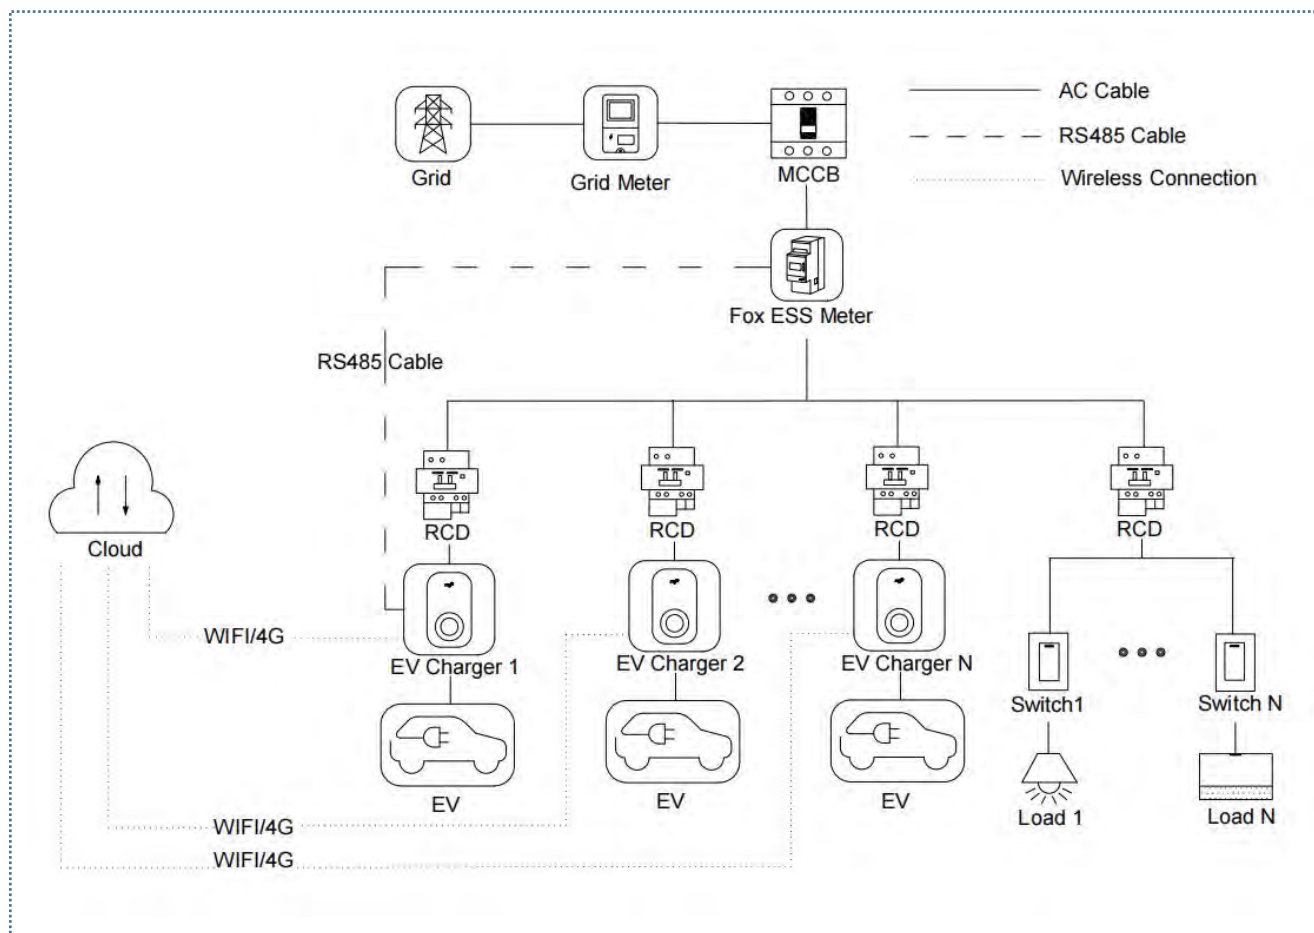 AC Cable
RS485 Cable
Wireless Connection
Grid
Grid Meter
MCCB
Fox ESS Meter
RS485 Cable
RCD
RCD
RCD
RCD
Cloud
WIFI/4G
EV Charger 1
EV Charger 2
EV Charger N
Switch1
Switch N
EV
EV
EV
Load 1
Load N
WIFI/4G
WIFI/4G